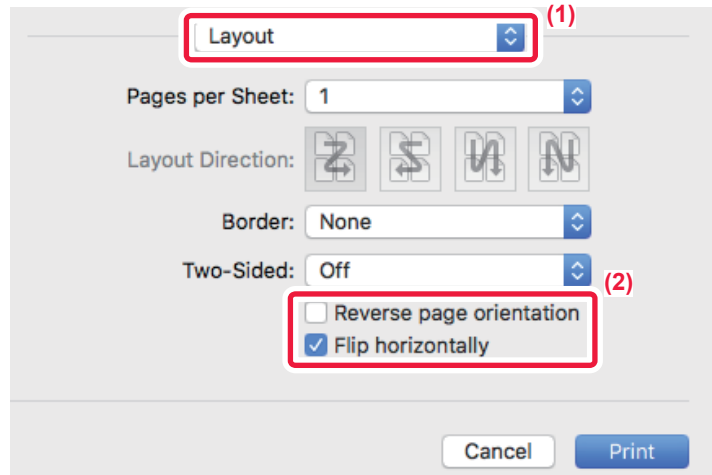 (1)
Layout
Pages per Sheet: 1
Layout Direction:
Border: None
Two-Sided: Off
(2)
Reverse page orientation
Flip horizontally
Cancel Print